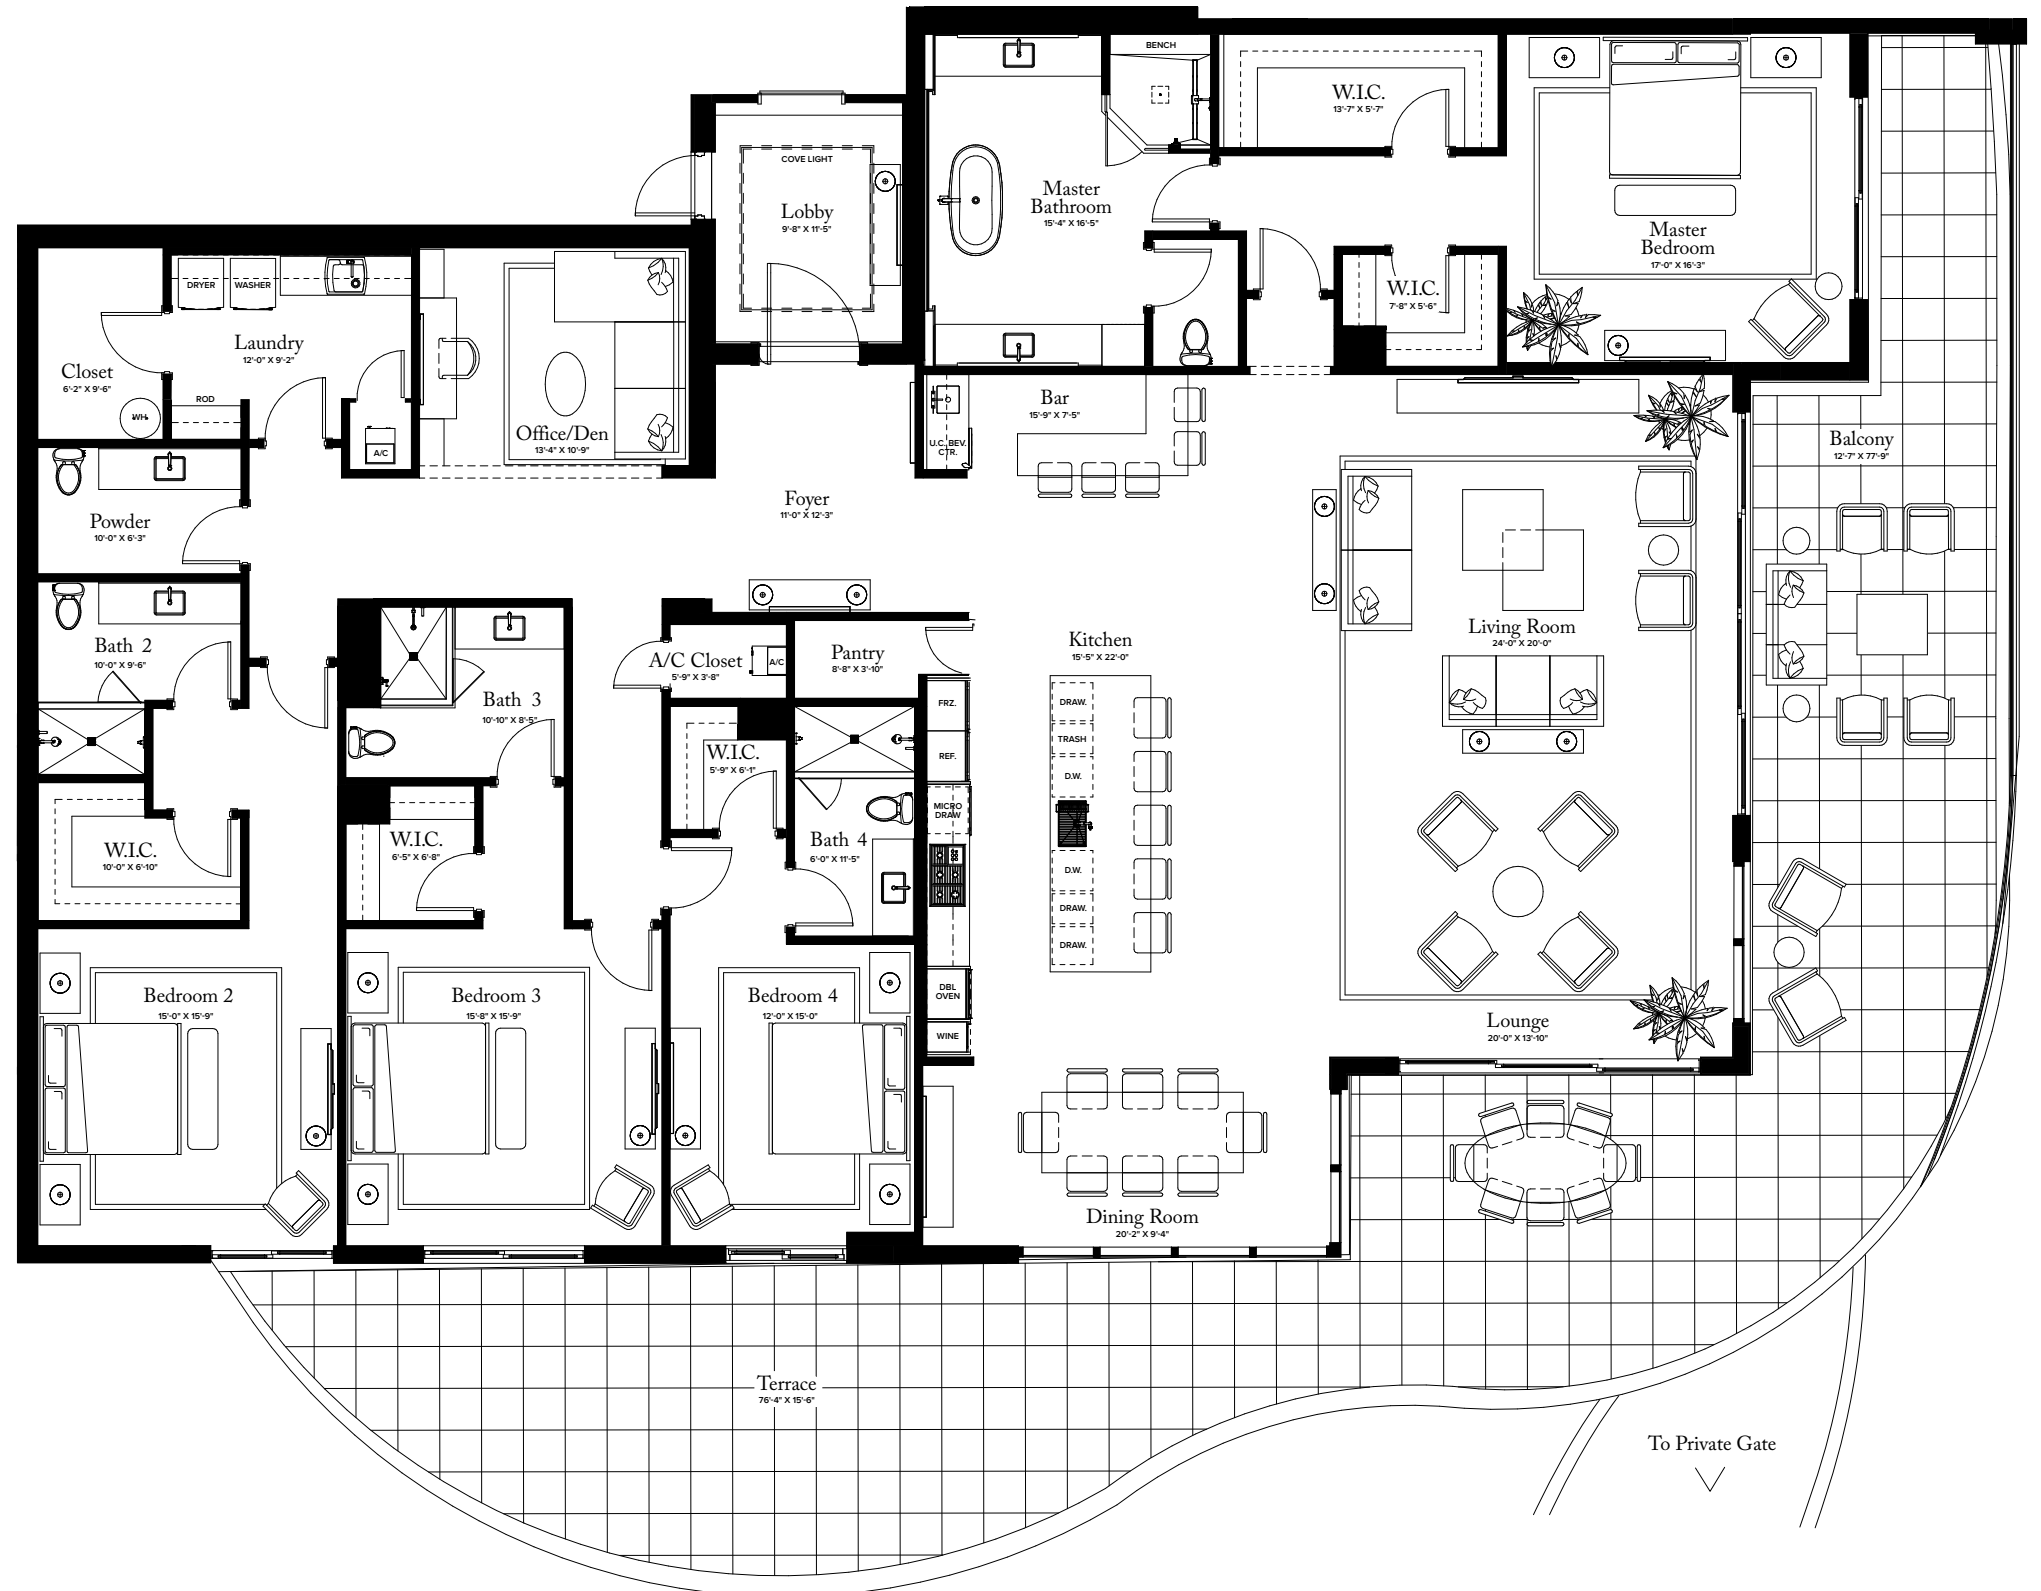 BENCH
W.I.C.
13'-7" X 5'-7"
COVE LIGHT
Lobby
9'-8" X 11'-5"
Master
Bathroom
15'-4" X 16'-5"
Master
Bedroom
17'-0" X 16'-3"
W.I.C.
7'-8" X 5'-6"
DRYER
WASHER
Laundry
12'-0" X 9'-2"
Closet
6'-2" X 9'-6"
WH
ROD
A/C
Office/Den
13'-4" X 10'-9"
Bar
15'-9" X 7'-5"
U.C. BEV.
CTR.
Balcony
12'-7" X 77'-9"
Foyer
11'-0" X 12'-3"
Powder
10'-0" X 6'-3"
Bath 2
10'-0" X 9'-6"
Bath 3
10'-10" X 8'-5"
A/C Closet
5'-9" X 3'-8"
A/C
Pantry
8'-8" X 3'-10"
Kitchen
15'-5" X 22'-0"
Living Room
24'-0" X 20'-0"
FRZ.
REF.
MICRO
DRAW
DRAW.
TRASH
D.W.
D.W.
DRAW.
DRAW.
W.I.C.
5'-9" X 6'-1"
W.I.C.
10'-0" X 6'-10"
W.I.C.
6'-5" X 6'-8"
Bath 4
6'-0" X 11'-5"
DBL
OVEN
WINE
Bedroom 2
15'-0" X 15'-9"
Bedroom 3
15'-8" X 15'-9"
Bedroom 4
12'-0" X 15'-0"
Lounge
20'-0" X 13'-10"
Dining Room
20'-2" X 9'-4"
Terrace
76'-4" X 15'-6"
To Private Gate